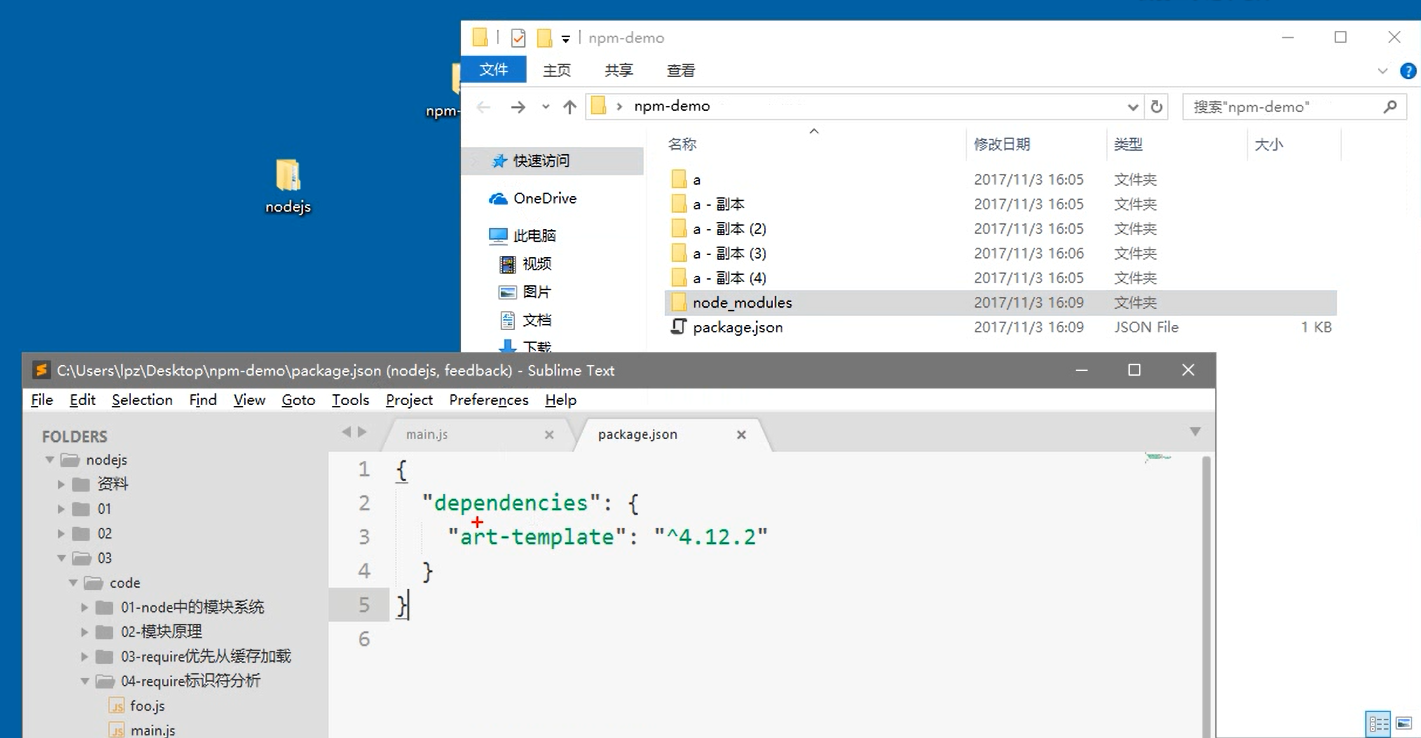 npm-demo
文件 主页 共享 查看
npm-
npm-demo 搜索"npm-demo"
名称 修改日期 类型 大小
快速访问
OneDrive
此电脑
视频
图片
文档
下载
nodejs
a 2017/11/3 16:05 文件夹
a - 副本 2017/11/3 16:05 文件夹
a - 副本 (2) 2017/11/3 16:05 文件夹
a - 副本 (3) 2017/11/3 16:06 文件夹
a - 副本 (4) 2017/11/3 16:05 文件夹
node_modules 2017/11/3 16:09 文件夹
package.json 2017/11/3 16:09 JSON File 1 KB
C:\Users\lpz\Desktop\npm-demo\package.json (nodejs, feedback) - Sublime Text
File Edit Selection Find View Goto Tools Project Preferences Help
FOLDERS
nodejs
资料
01
02
03
code
01-node中的模块系统
02-模块原理
03-require优先从缓存加载
04-require标识符分析
foo.js
main.js
main.js package.json
1 {
2 "dependencies": {
3 "art-template": "^4.12.2"
4 }
5 }
6